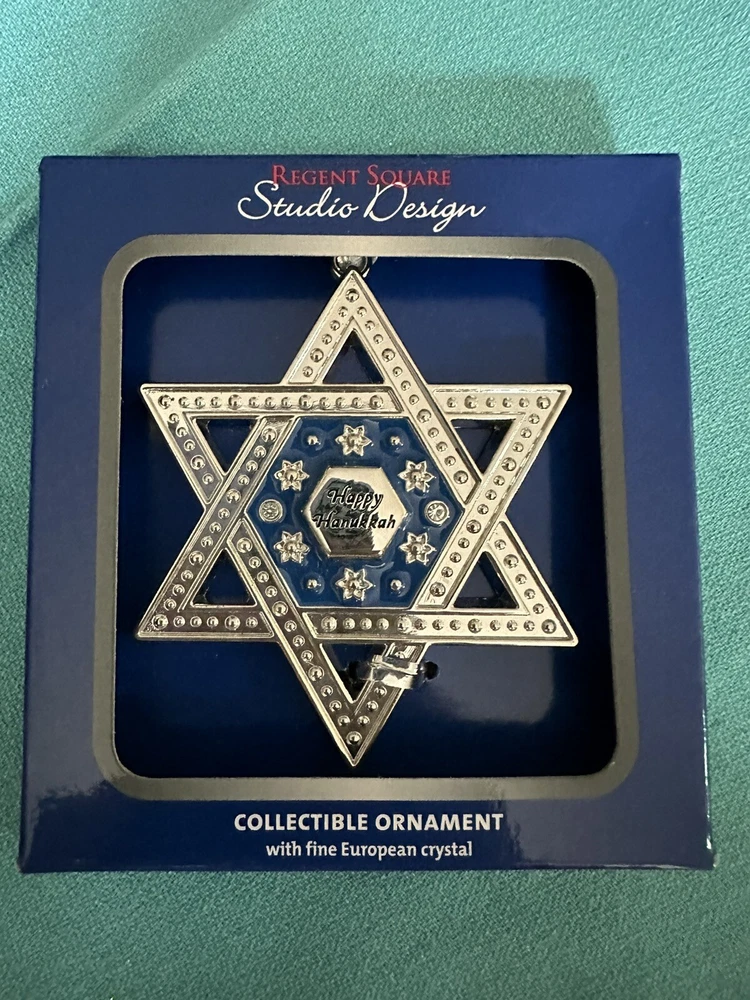 REGENT SQUARE
Studio Design
Happy
Hanukkah
COLLECTIBLE ORNAMENT
with fine European crystal